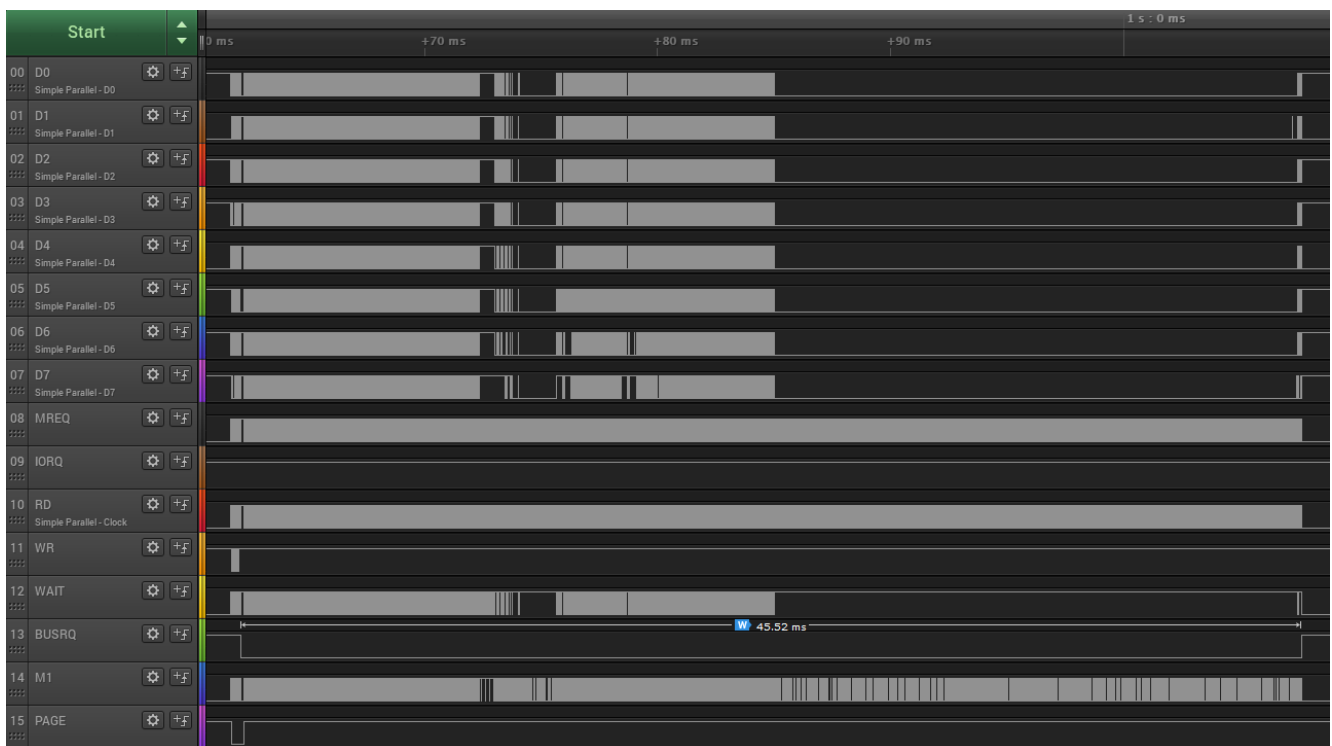 Start
1 s : 0 ms
0 ms
+70 ms
+80 ms
+90 ms
00 D0
Simple Parallel - D0
01 D1
Simple Parallel - D1
02 D2
Simple Parallel - D2
03 D3
Simple Parallel - D3
04 D4
Simple Parallel - D4
05 D5
Simple Parallel - D5
06 D6
Simple Parallel - D6
07 D7
Simple Parallel - D7
08 MREQ
09 IORQ
10 RD
Simple Parallel - Clock
11 WR
12 WAIT
13 BUSRQ
W 45.52 ms
14 M1
15 PAGE